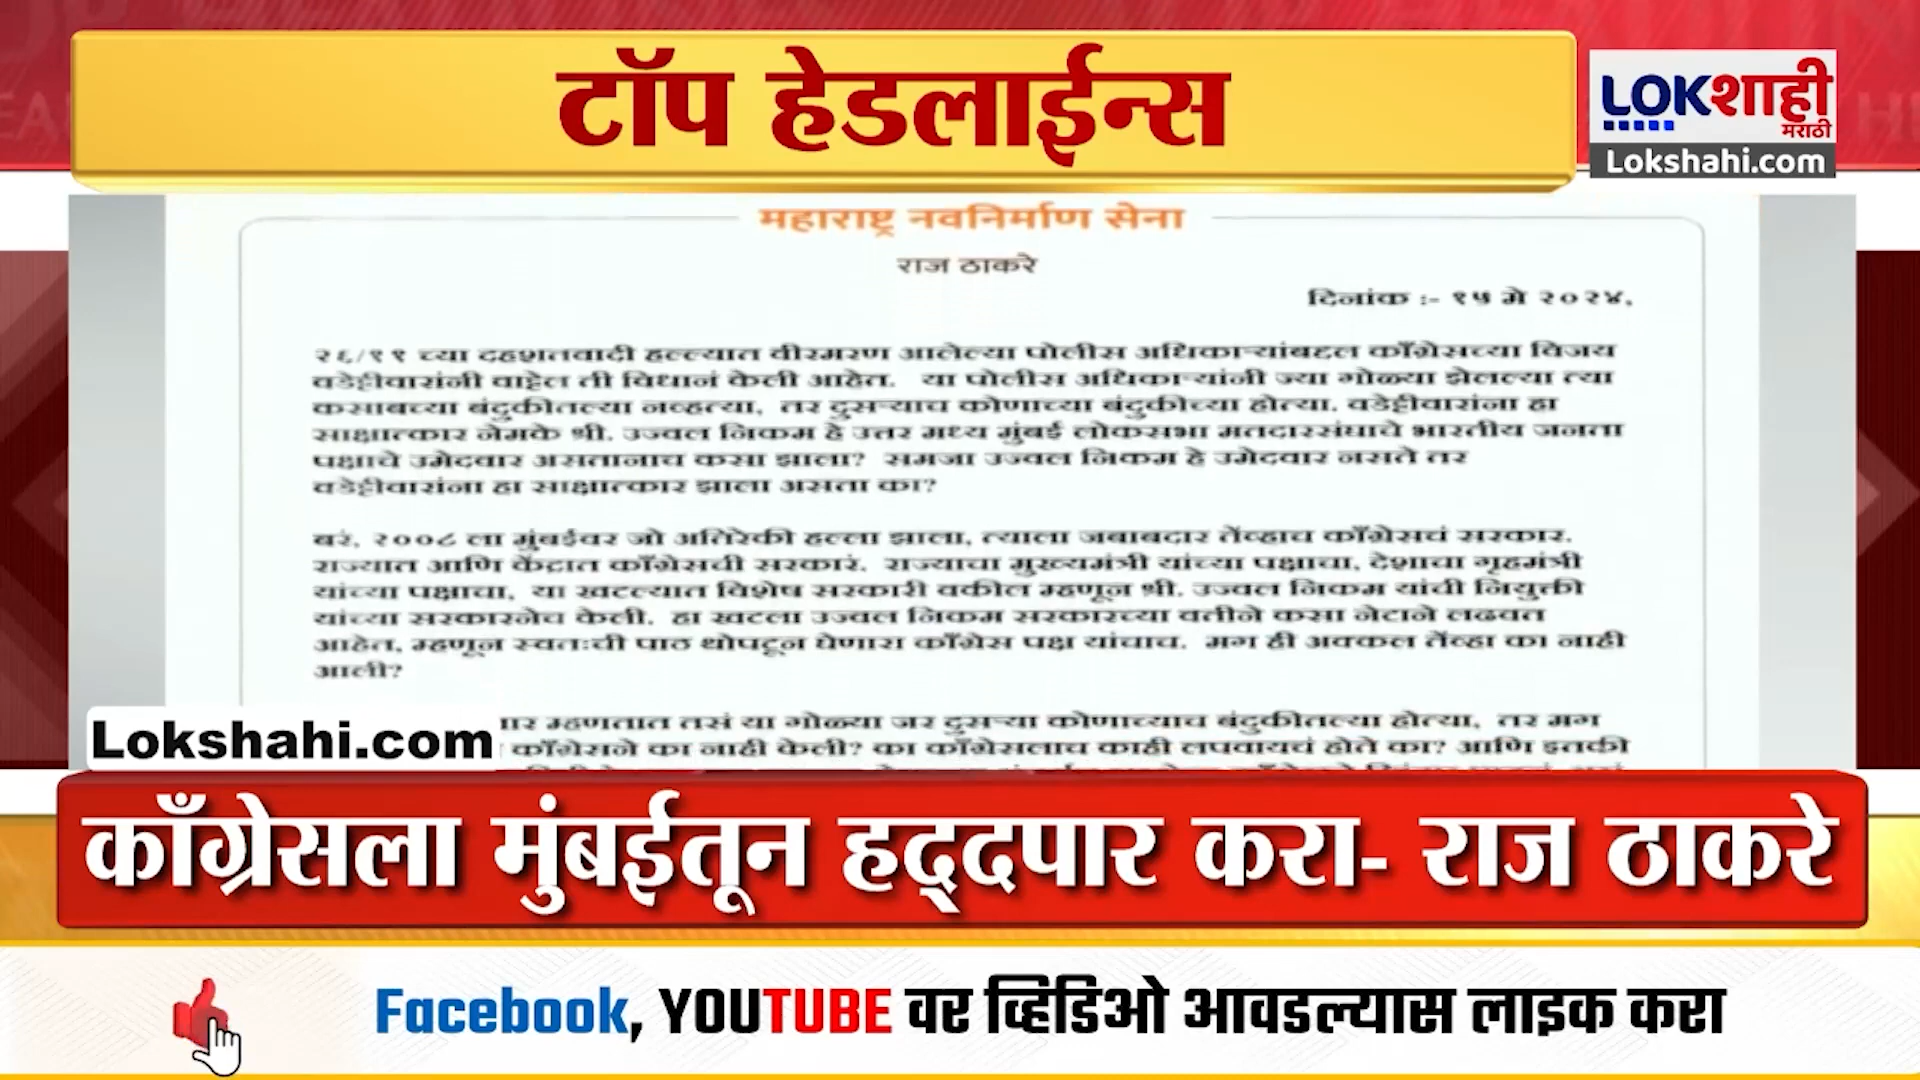 टॉप हेडलाईन्स
LOKशाही
मराठी
Lokshahi.com
महाराष्ट्र नवनिर्माण सेना
राज ठाकरे
दिनांक :- १५ मे २०२४.
२६/११ च्या दहशतवादी हल्ल्यात वीरमरण आलेल्या पोलीस अधिकाऱ्यांबद्दल काँग्रेसच्या विजय
वडेट्टीवारांनी वाट्टेल ती विधानं केली आहेत. या पोलीस अधिकाऱ्यांनी ज्या गोळ्या झेलल्या त्या
कसाबच्या बंदुकीतल्या नव्हत्या, तर दुसऱ्याच कोणाच्या बंदुकीच्या होत्या. वडेट्टीवारांना हा
साक्षात्कार नेमके श्री. उज्वल निकम हे उत्तर मध्य मुंबई लोकसभा मतदारसंघाचे भारतीय जनता
पक्षाचे उमेदवार असतानाच कसा झाला? समजा उज्वल निकम हे उमेदवार नसते तर
वडेट्टीवारांना हा साक्षात्कार झाला असता का?
बरं, २००८ ला मुंबईवर जो अतिरेकी हल्ला झाला, त्याला जबाबदार तेंव्हाच काँग्रेसचं सरकार.
राज्यात आणि केंद्रात काँग्रेसची सरकारं. राज्याचा मुख्यमंत्री यांच्या पक्षाचा, देशाचा गृहमंत्री
यांच्या पक्षाचा, या खटल्यात विशेष सरकारी वकील म्हणून श्री. उज्वल निकम यांची नियुक्ती
यांच्या सरकारनेच केली. हा खटला उज्वल निकम सरकारच्या वतीने कसा नेटाने लढवत
आहेत, म्हणून स्वतःची पाठ थोपटून घेणारा काँग्रेस पक्ष यांचाच. मग ही अक्कल तेंव्हा का नाही
आली?
म्हणतात तसं या गोळ्या जर दुसऱ्या कोणाच्याच बंदुकीतल्या होत्या, तर मग
काँग्रेसने का नाही केली? का काँग्रेसलाच काही लपवायचं होते का? आणि इतकी
Lokshahi.com
काँग्रेसला मुंबईतून हद्दपार करा- राज ठाकरे
Facebook, YOUTUBE वर व्हिडिओ आवडल्यास लाइक करा